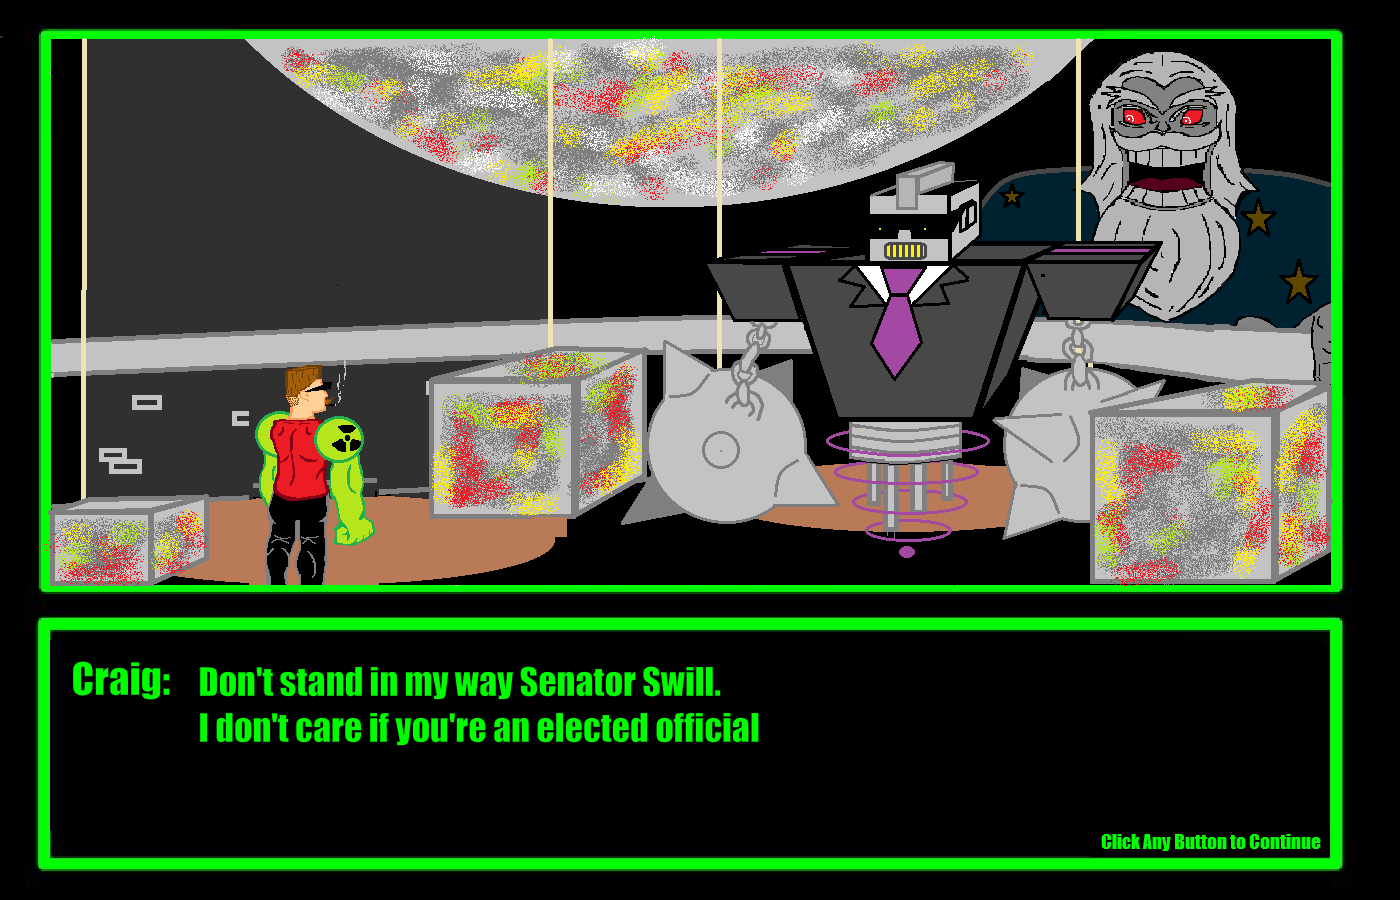 Craig: Don't stand in my way Senator Swill.
I don't care if you're an elected official
Click Any Button to Continue